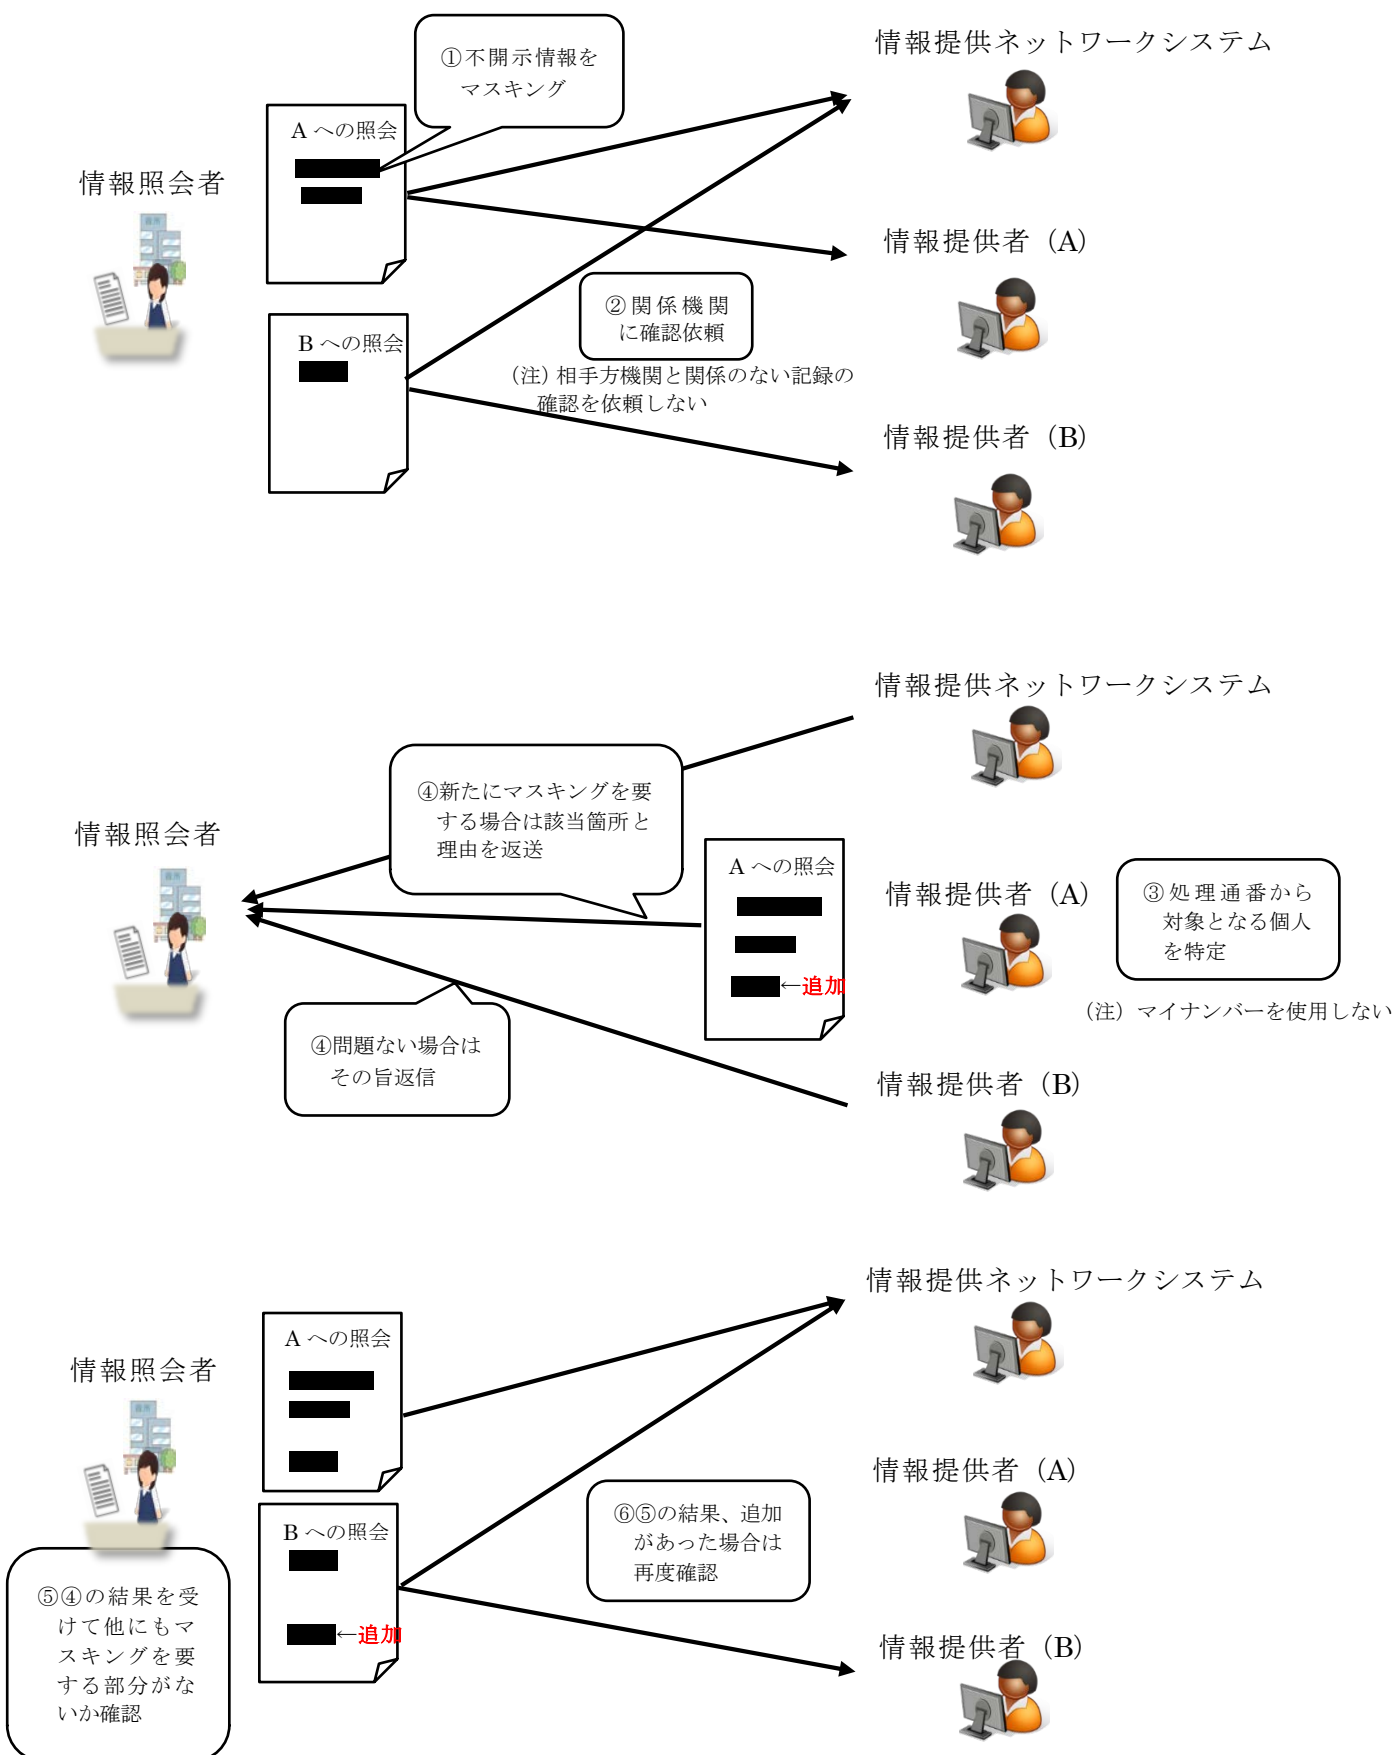 情報提供ネットワークシステム
①不開示情報を
マスキング
A への照会
情報照会者
情報提供者（A）
②関係機関
に確認依頼
B への照会
（注）相手方機関と関係のない記録の
確認を依頼しない
情報提供者（B）
情報提供ネットワークシステム
④新たにマスキングを要
する場合は該当箇所と
理由を返送
情報照会者
A への照会
情報提供者（A）
③処理通番から
対象となる個人
を特定
←追加
（注）マイナンバーを使用しない
④問題ない場合は
その旨返信
情報提供者（B）
情報提供ネットワークシステム
A への照会
情報照会者
情報提供者（A）
⑥⑤の結果、追加
があった場合は
再度確認
B への照会
⑤④の結果を受
けて他にもマ
スキングを要
する部分がな
いか確認
←追加
情報提供者（B）